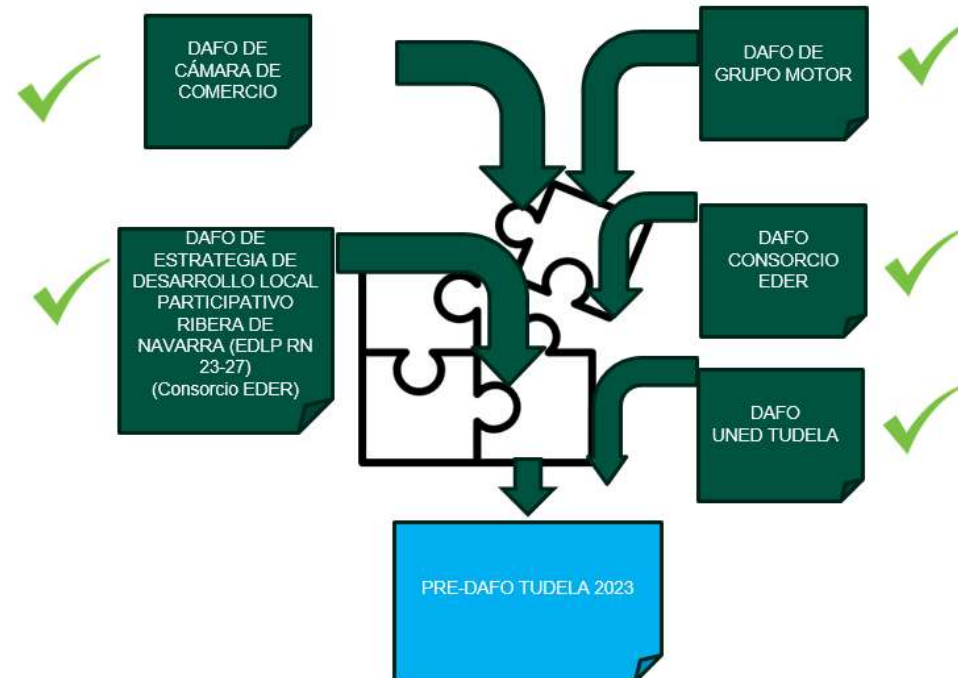 DAFO DE
CÁMARA DE
COMERCIO
DAFO DE
GRUPO MOTOR
DAFO DE
ESTRATEGIA DE
DESARROLLO LOCAL
PARTICIPATIVO
RIBERA DE
NAVARRA (EDLP RN
23-27)
(Consorcio EDER)
DAFO
CONSORCIO
EDER
DAFO
UNED TUDELA
PRE-DAFO TUDELA 2023